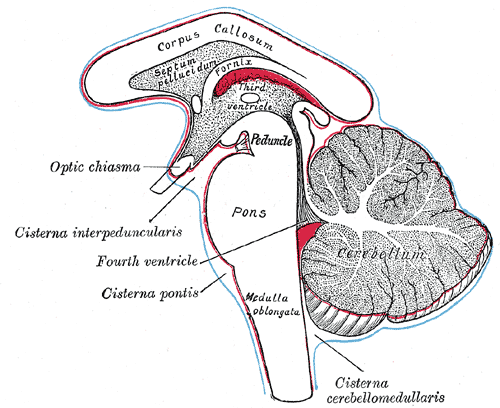 Corpus Callosum
Septum
pellucidum
Fornix
Third
ventricle
Peduncle
Optic chiasma
Pons
Cisterna interpeduncularis
Cerebellum
Fourth ventricle
Cisterna pontis
Medulla
oblongata
Cisterna
cerebellomedullaris